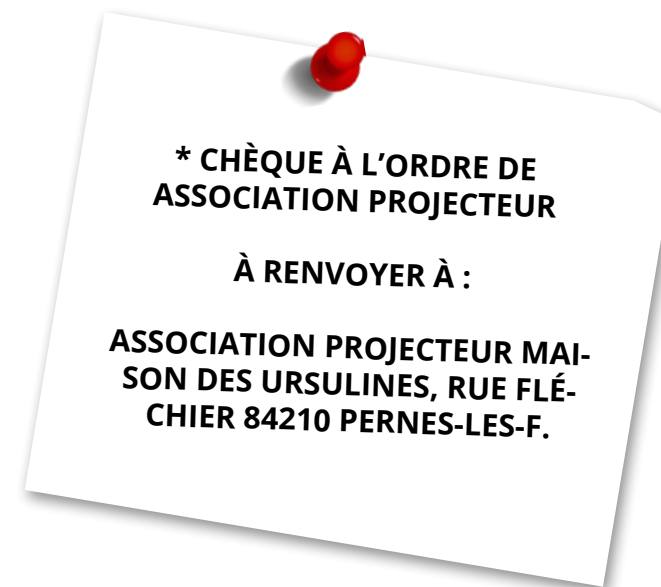 * CHÈQUE À L’ORDRE DE
ASSOCIATION PROJECTEUR
À RENVOYER À :
ASSOCIATION PROJECTEUR MAI-
SON DES URSULINES, RUE FLÉ-
CHIER 84210 PERNES-LES-F.